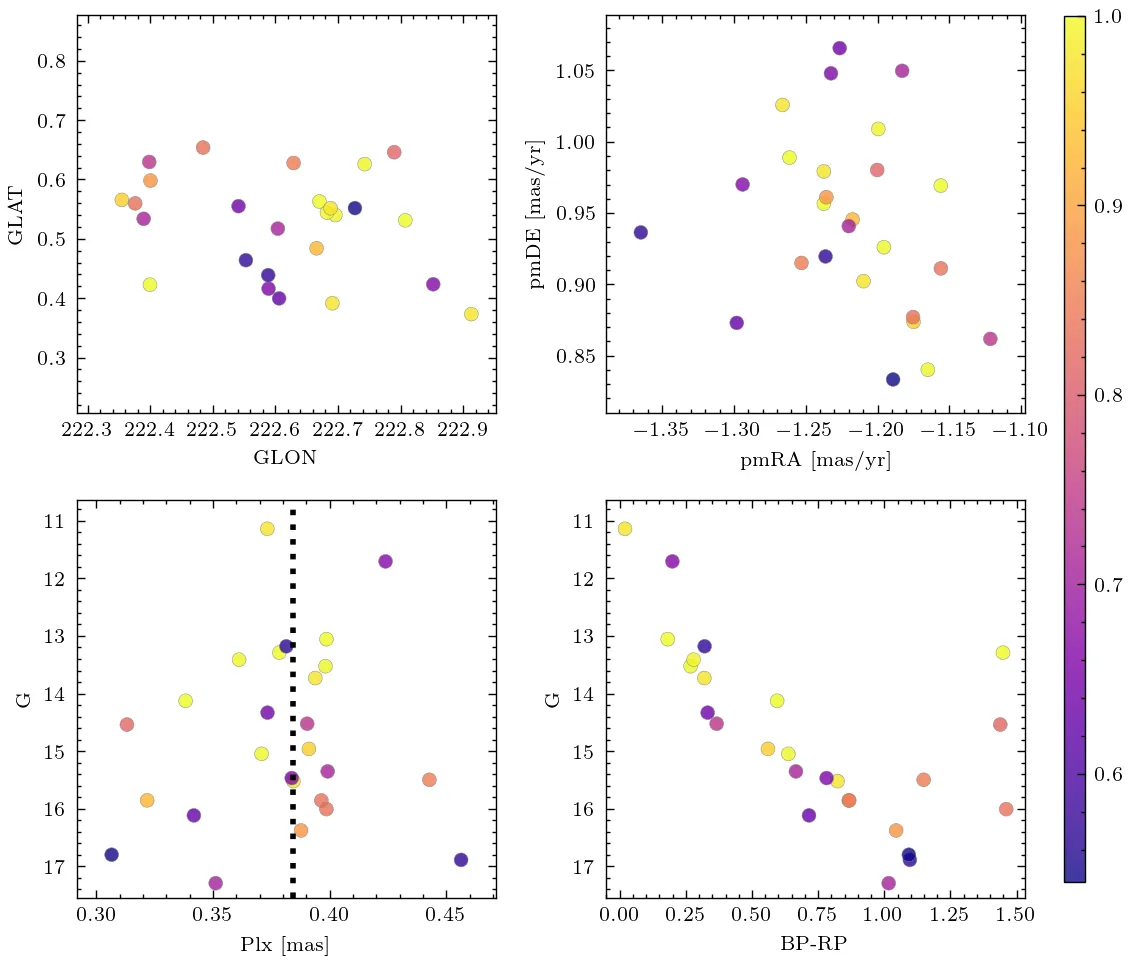 0.8
0.7
0.6
0.5
0.4
0.3
GLAT
222.3 222.4 222.5 222.6 222.7 222.8 222.9
GLON
1.05
1.00
0.95
0.90
0.85
pmDE [mas/yr]
−1.35 −1.30 −1.25 −1.20 −1.15 −1.10
pmRA [mas/yr]
1.0
0.9
0.8
0.7
0.6
11
12
13
14
15
16
17
G
0.30 0.35 0.40 0.45
Plx [mas]
11
12
13
14
15
16
17
G
0.00 0.25 0.50 0.75 1.00 1.25 1.50
BP-RP